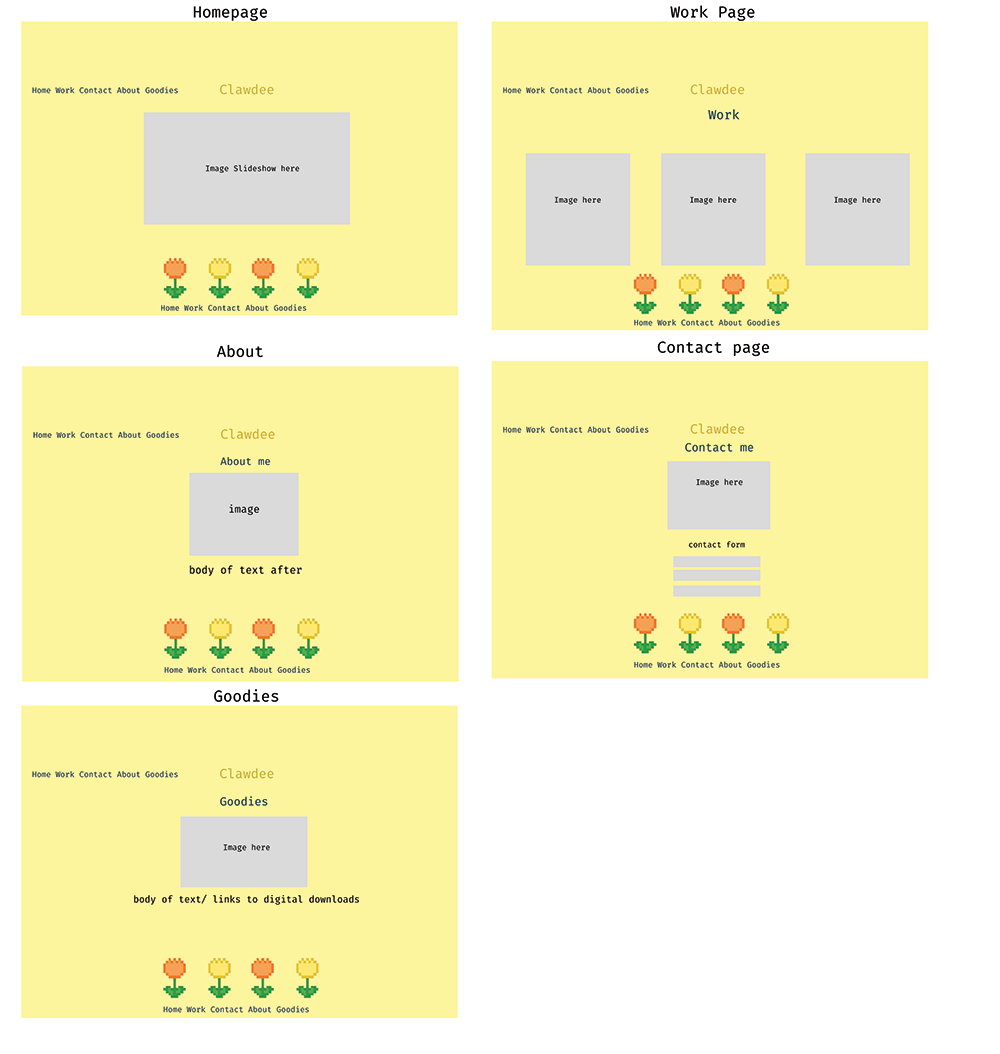 Homepage
Home Work Contact About Goodies
Clawdee
Image Slideshow here
Home Work Contact About Goodies
Work Page
Home Work Contact About Goodies
Clawdee
Work
Image here
Image here
Image here
Home Work Contact About Goodies
About
Home Work Contact About Goodies
Clawdee
About me
image
body of text after
Home Work Contact About Goodies
Contact page
Home Work Contact About Goodies
Clawdee
Contact me
Image here
contact form
Home Work Contact About Goodies
Goodies
Home Work Contact About Goodies
Clawdee
Goodies
Image here
body of text/ links to digital downloads
Home Work Contact About Goodies